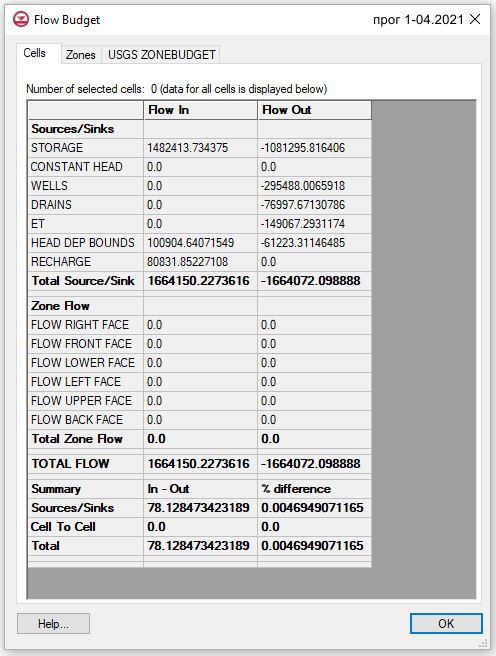 Flow Budget прог 1-04.2021
Cells Zones USGS ZONEBUDGET
Number of selected cells: 0 (data for all cells is displayed below)
Flow In Flow Out
Sources/Sinks
STORAGE 1482413.734375 -1081295.816406
CONSTANT HEAD 0.0 0.0
WELLS 0.0 -295488.0065918
DRAINS 0.0 -76997.67130786
ET 0.0 -149067.2931174
HEAD DEP BOUNDS 100904.64071549 -61223.31146485
RECHARGE 80831.85227108 0.0
Total Source/Sink 1664150.2273616 -1664072.098888
Zone Flow
FLOW RIGHT FACE 0.0 0.0
FLOW FRONT FACE 0.0 0.0
FLOW LOWER FACE 0.0 0.0
FLOW LEFT FACE 0.0 0.0
FLOW UPPER FACE 0.0 0.0
FLOW BACK FACE 0.0 0.0
Total Zone Flow 0.0 0.0
TOTAL FLOW 1664150.2273616 -1664072.098888
Summary In - Out % difference
Sources/Sinks 78.128473423189 0.0046949071165
Cell To Cell 0.0 0.0
Total 78.128473423189 0.0046949071165
Help... OK